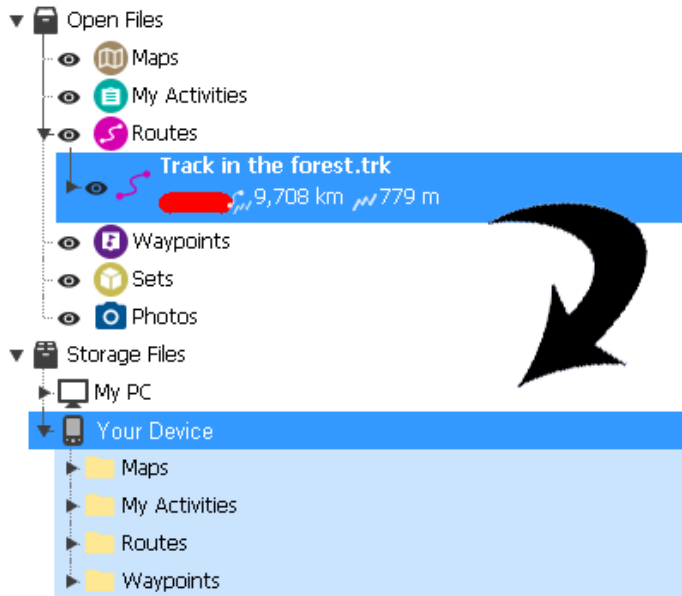 Open Files
Maps
My Activities
Routes
Track in the forest.trk
9,708 km 779 m
Waypoints
Sets
Photos
Storage Files
My PC
Your Device
Maps
My Activities
Routes
Waypoints